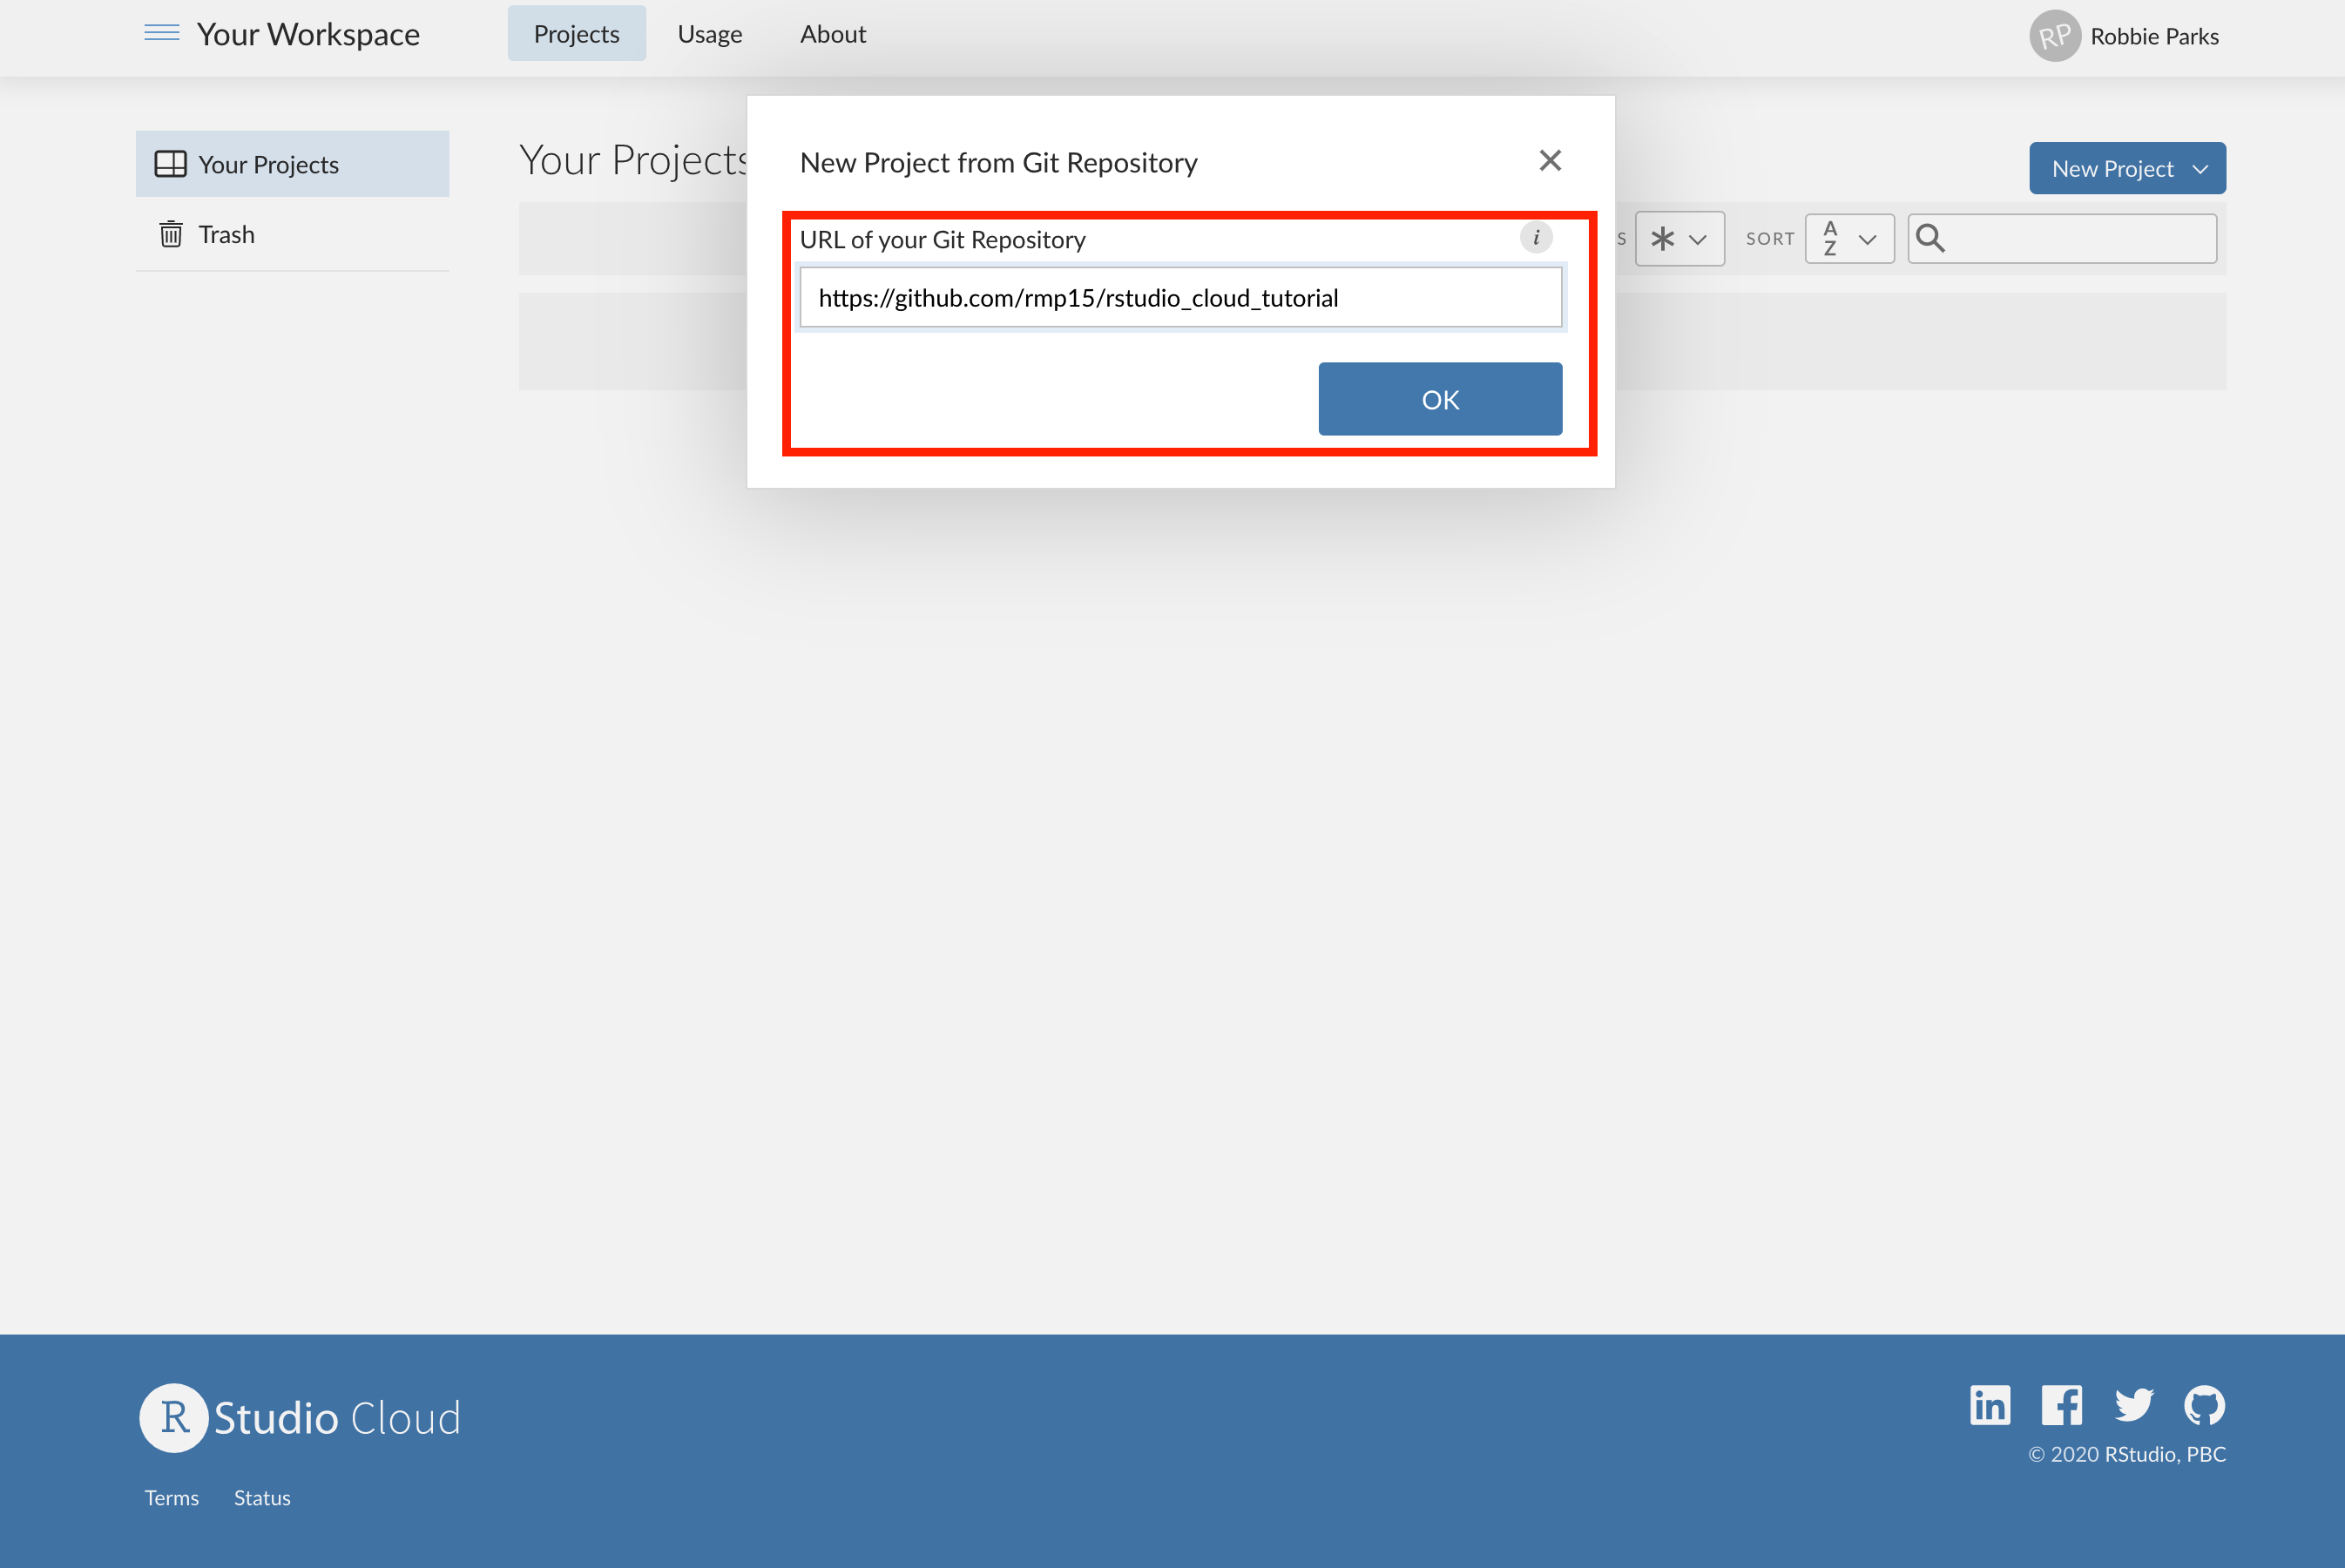 Your Workspace
Projects
Usage
About
RP
Robbie Parks
Your Projects
Trash
Your Projects
New Project
New Project from Git Repository
URL of your Git Repository
i
https://github.com/rmp15/rstudio_cloud_tutorial
OK
S
SORT
A
Z
R Studio Cloud
Terms
Status
in
f
© 2020 RStudio, PBC